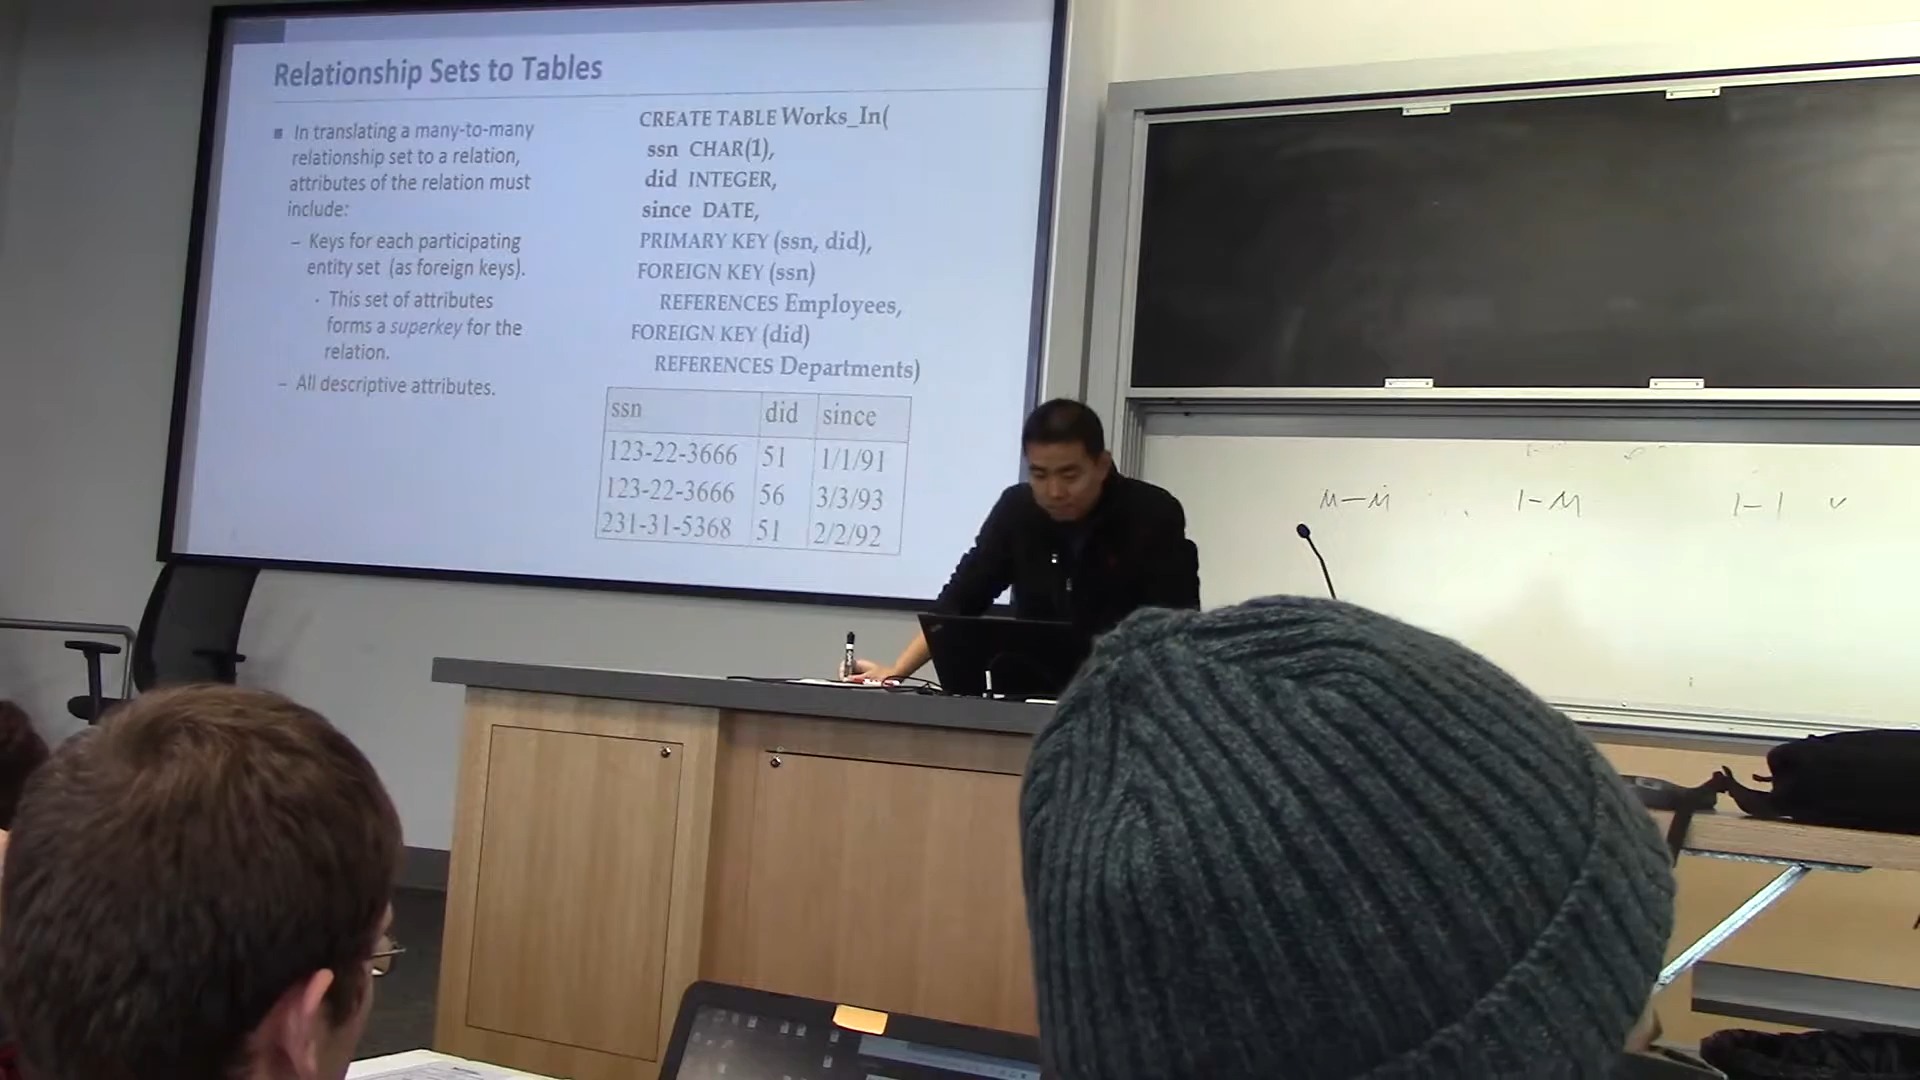 Relationship Sets to Tables
■ In translating a many-to-many
relationship set to a relation,
attributes of the relation must
include:
– Keys for each participating
entity set (as foreign keys).
· This set of attributes
forms a superkey for the
relation.
– All descriptive attributes.
CREATE TABLE Works_In(
ssn CHAR(1),
did INTEGER,
since DATE,
PRIMARY KEY (ssn, did),
FOREIGN KEY (ssn)
REFERENCES Employees,
FOREIGN KEY (did)
REFERENCES Departments)
ssn did since
123-22-3666 51 1/1/91
123-22-3666 56 3/3/93
231-31-5368 51 2/2/92
M-M 1-M 1-1